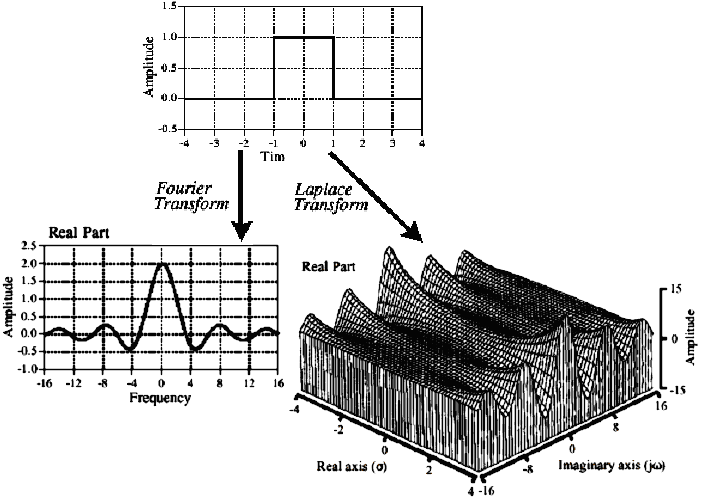 1.5
1.0
0.5
0.0
-0.5
Amplitude
-4 -3 -2 -1 0 1 2 3 4
Tim
Fourier
Transform
Laplace
Transform
Real Part
2.5
2.0
1.5
1.0
0.5
0.0
-0.5
-1.0
Amplitude
-16 -12 -8 -4 0 4 8 12 16
Frequency
Real Part
15
0
-15
Amplitude
-4
-2
0
2
4
Real axis (σ)
-16
-8
0
8
16
Imaginary axis (jω)